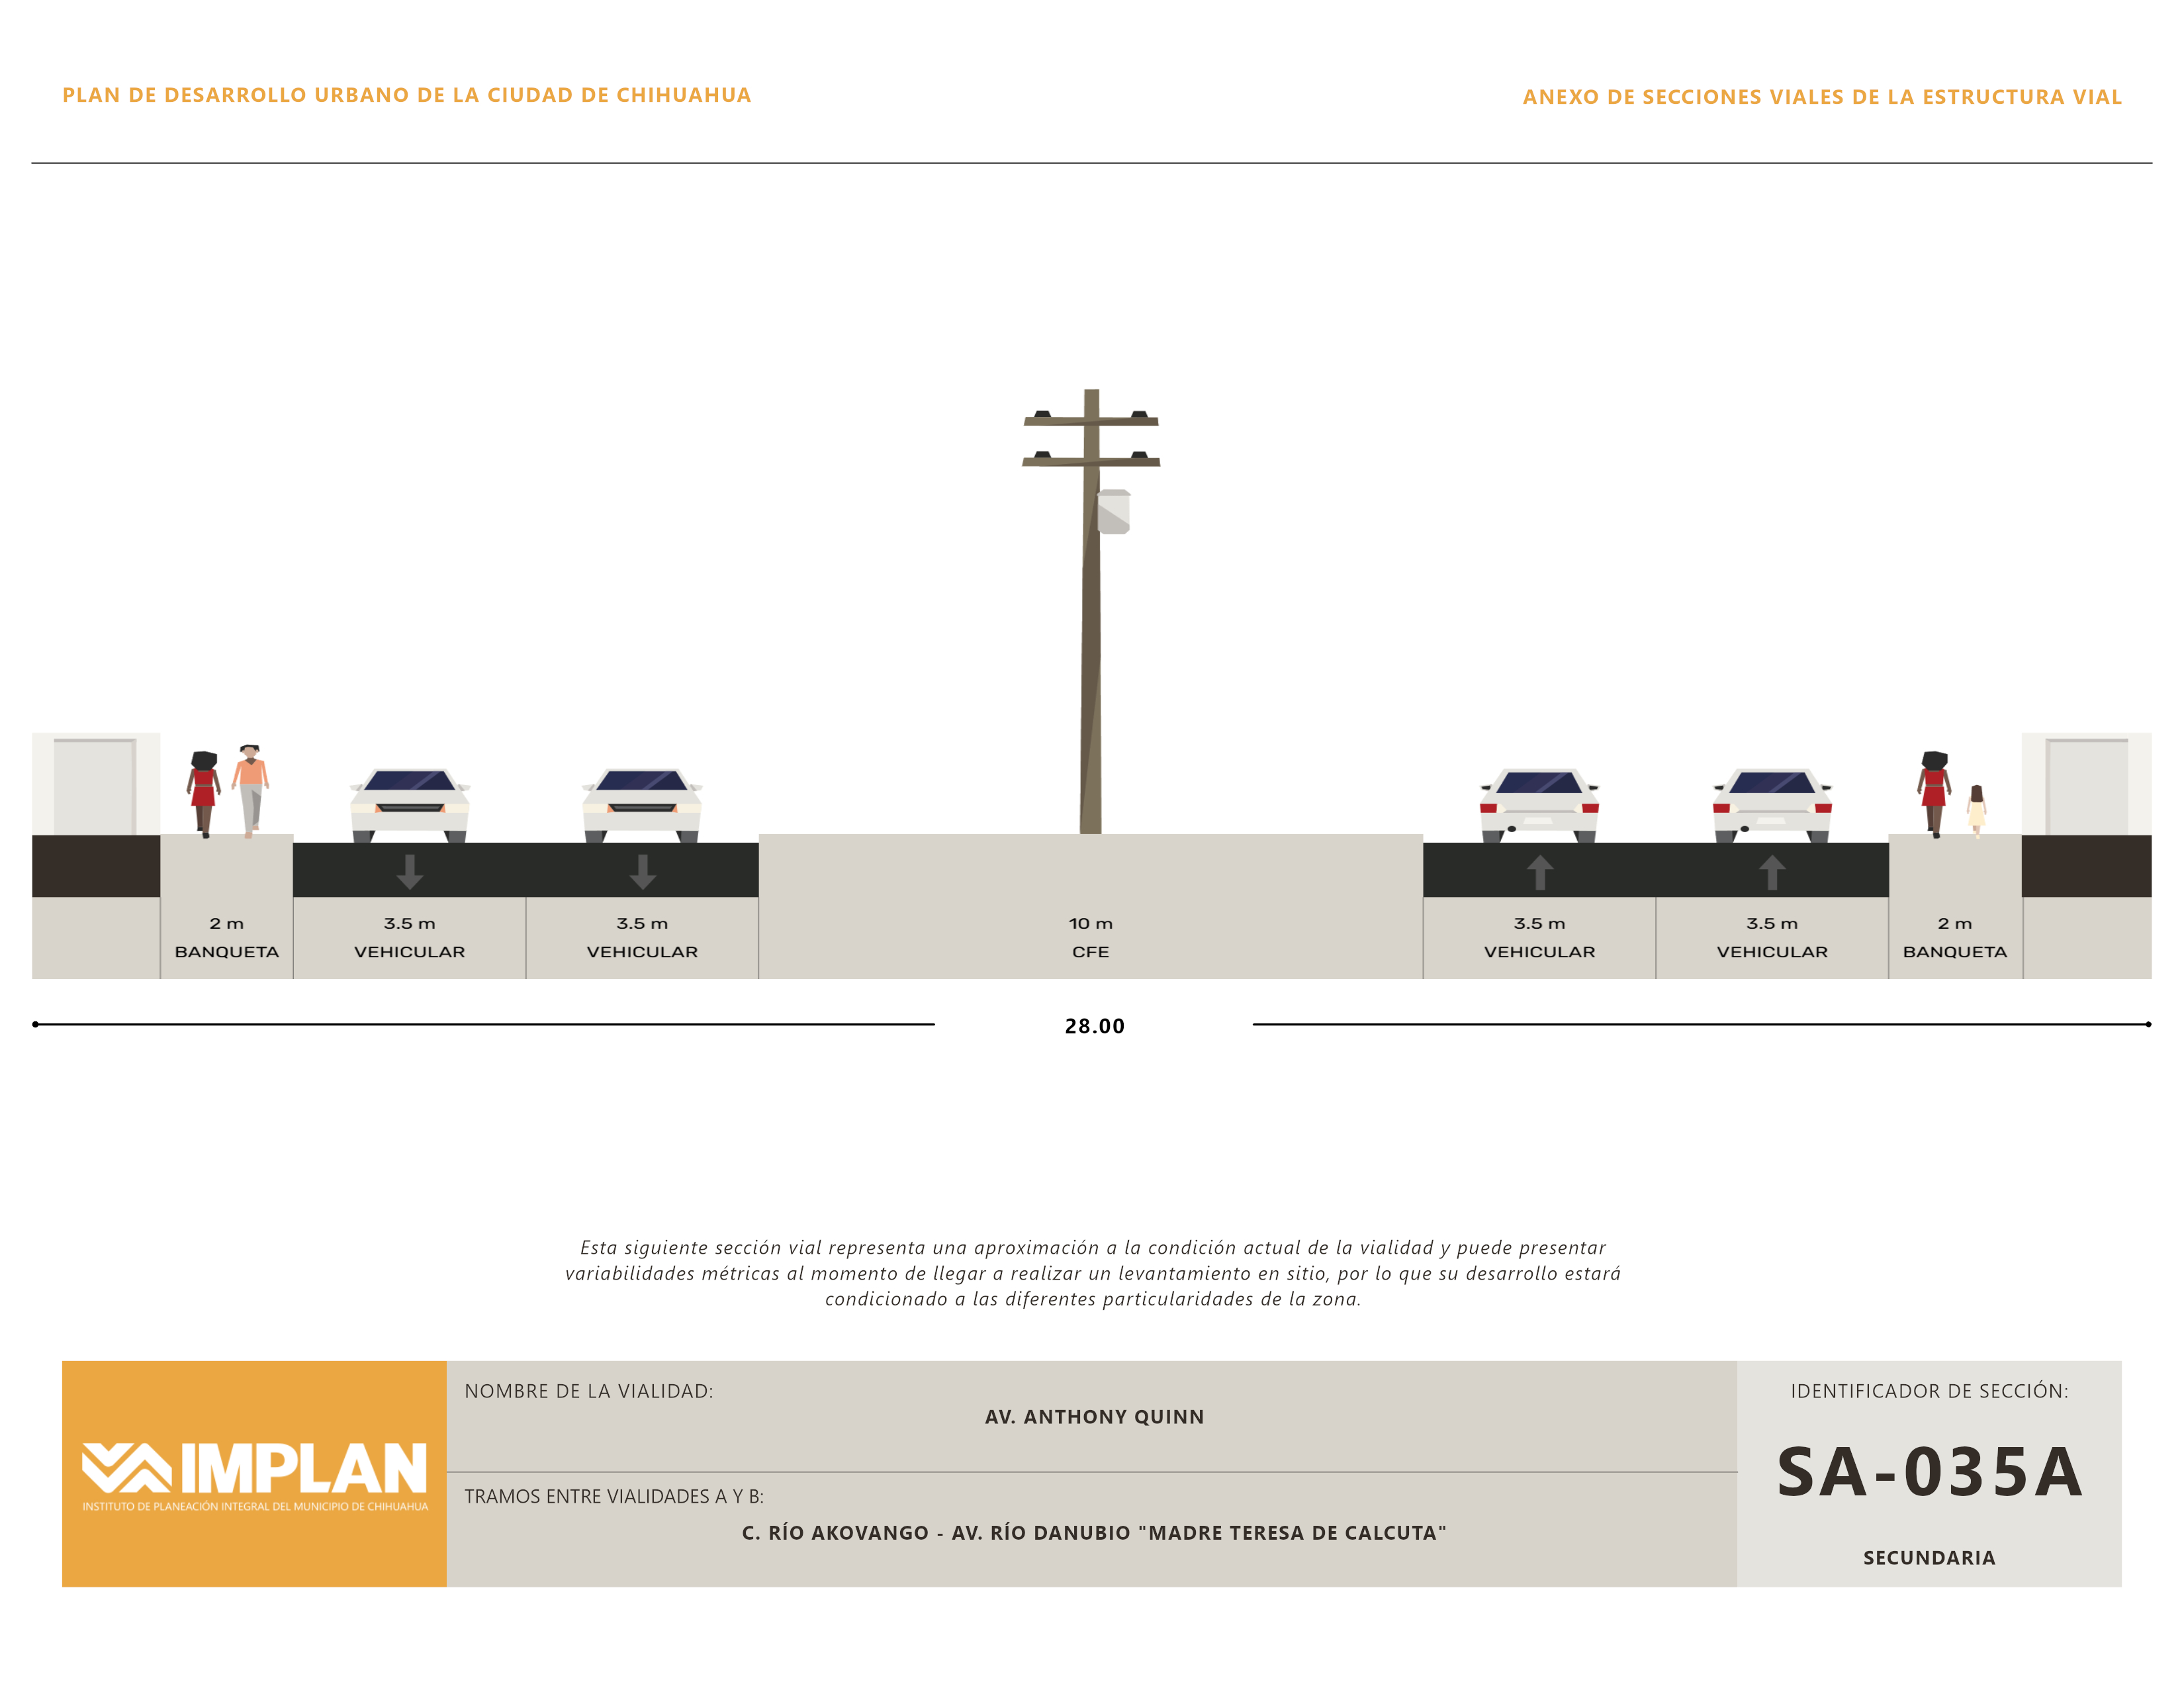 PLAN DE DESARROLLO URBANO DE LA CIUDAD DE CHIHUAHUA
ANEXO DE SECCIONES VIALES DE LA ESTRUCTURA VIAL
2 m
BANQUETA
3.5 m
VEHICULAR
3.5 m
VEHICULAR
10 m
CFE
3.5 m
VEHICULAR
3.5 m
VEHICULAR
2 m
BANQUETA
28.00
Esta siguiente sección vial representa una aproximación a la condición actual de la vialidad y puede presentar
variabilidades métricas al momento de llegar a realizar un levantamiento en sitio, por lo que su desarrollo estará
condicionado a las diferentes particularidades de la zona.
IMPLAN
INSTITUTO DE PLANEACIÓN INTEGRAL DEL MUNICIPIO DE CHIHUAHUA
NOMBRE DE LA VIALIDAD:
AV. ANTHONY QUINN
TRAMOS ENTRE VIALIDADES A Y B:
C. RÍO AKOVANGO - AV. RÍO DANUBIO "MADRE TERESA DE CALCUTA"
IDENTIFICADOR DE SECCIÓN:
SA-035A
SECUNDARIA